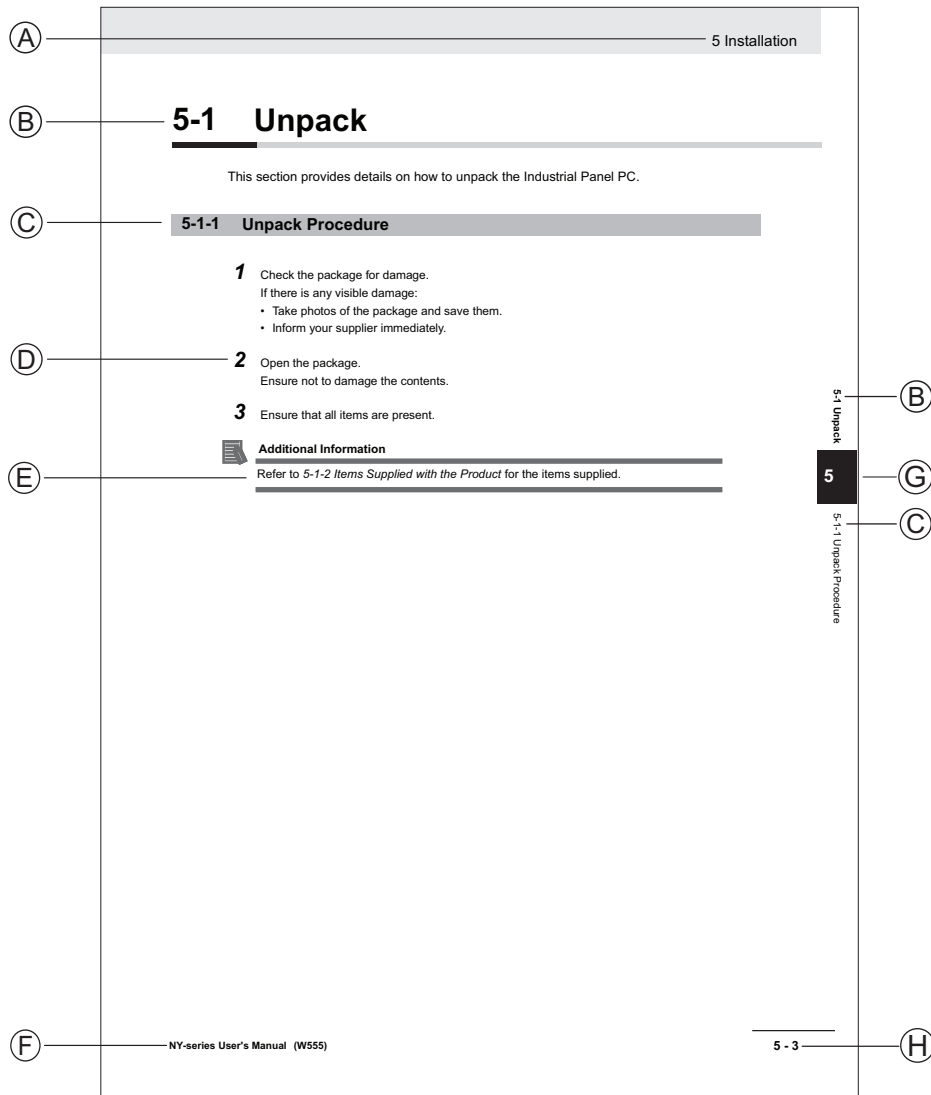 A
5 Installation
B
5-1 Unpack
This section provides details on how to unpack the Industrial Panel PC.
C
5-1-1 Unpack Procedure
1 Check the package for damage.
If there is any visible damage:
• Take photos of the package and save them.
• Inform your supplier immediately.
D
2 Open the package.
Ensure not to damage the contents.
3 Ensure that all items are present.
Additional Information
E
Refer to 5-1-2 Items Supplied with the Product for the items supplied.
5-1 Unpack
B
5
G
5-1-1 Unpack Procedure
C
F
NY-series User's Manual (W555)
5 - 3
H